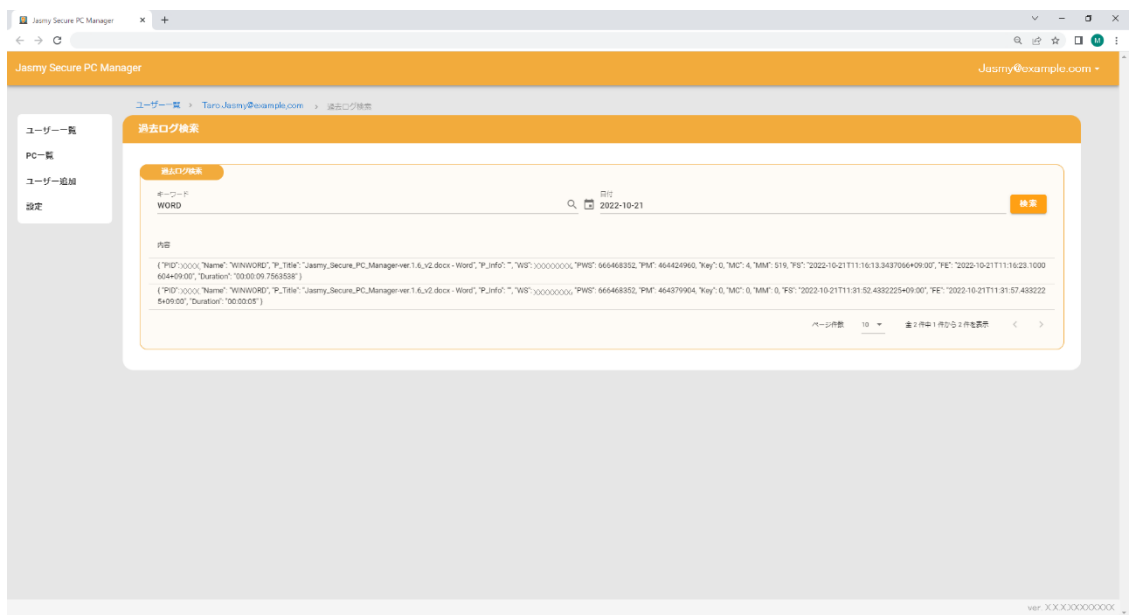 Jasmy Secure PC Manager
M
Jasmy Secure PC Manager
Jasmy@example.com
ユーザー一覧 > Taro.Jasmy@example,com > 過去ログ検索
ユーザー一覧
PC一覧
ユーザー追加
設定
過去ログ検索
過去ログ検索
キーワード
WORD
日付
2022-10-21
検索
内容
{ "PID": XXXX, "Name": "WINWORD", "P_Title": "Jasmy_Secure_PC_Manager-ver.1.6_v2.docx - Word", "P_Info": "", "WS": XXXXXXXXX, "PWS": 666468352, "PM": 464424960, "Key": 0, "MC": 4, "MM": 519, "FS": "2022-10-21T11:16:13.3437066+09:00", "FE": "2022-10-21T11:16:23.1000
604+09:00", "Duration": "00:00:09.7563538" }
{ "PID": XXXX, "Name": "WINWORD", "P_Title": "Jasmy_Secure_PC_Manager-ver.1.6_v2.docx - Word", "P_Info": "", "WS": XXXXXXXXX, "PWS": 666468352, "PM": 464379904, "Key": 0, "MC": 0, "MM": 0, "FS": "2022-10-21T11:31:52.4332225+09:00", "FE": "2022-10-21T11:31:57.433222
5+09:00", "Duration": "00:00:05" }
ページ件数 10 全2件中1件から2件を表示 < >
ver. X.X.X.XXXXXXXX